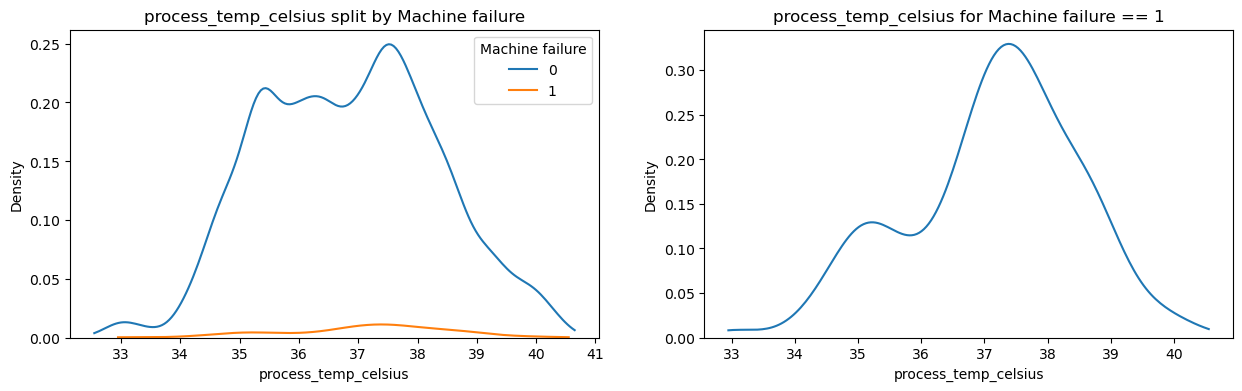 process_temp_celsius split by Machine failure
Density
0.25
0.20
0.15
0.10
0.05
0.00
Machine failure
0
1
33 34 35 36 37 38 39 40 41
process_temp_celsius
process_temp_celsius for Machine failure == 1
Density
0.30
0.25
0.20
0.15
0.10
0.05
0.00
33 34 35 36 37 38 39 40
process_temp_celsius